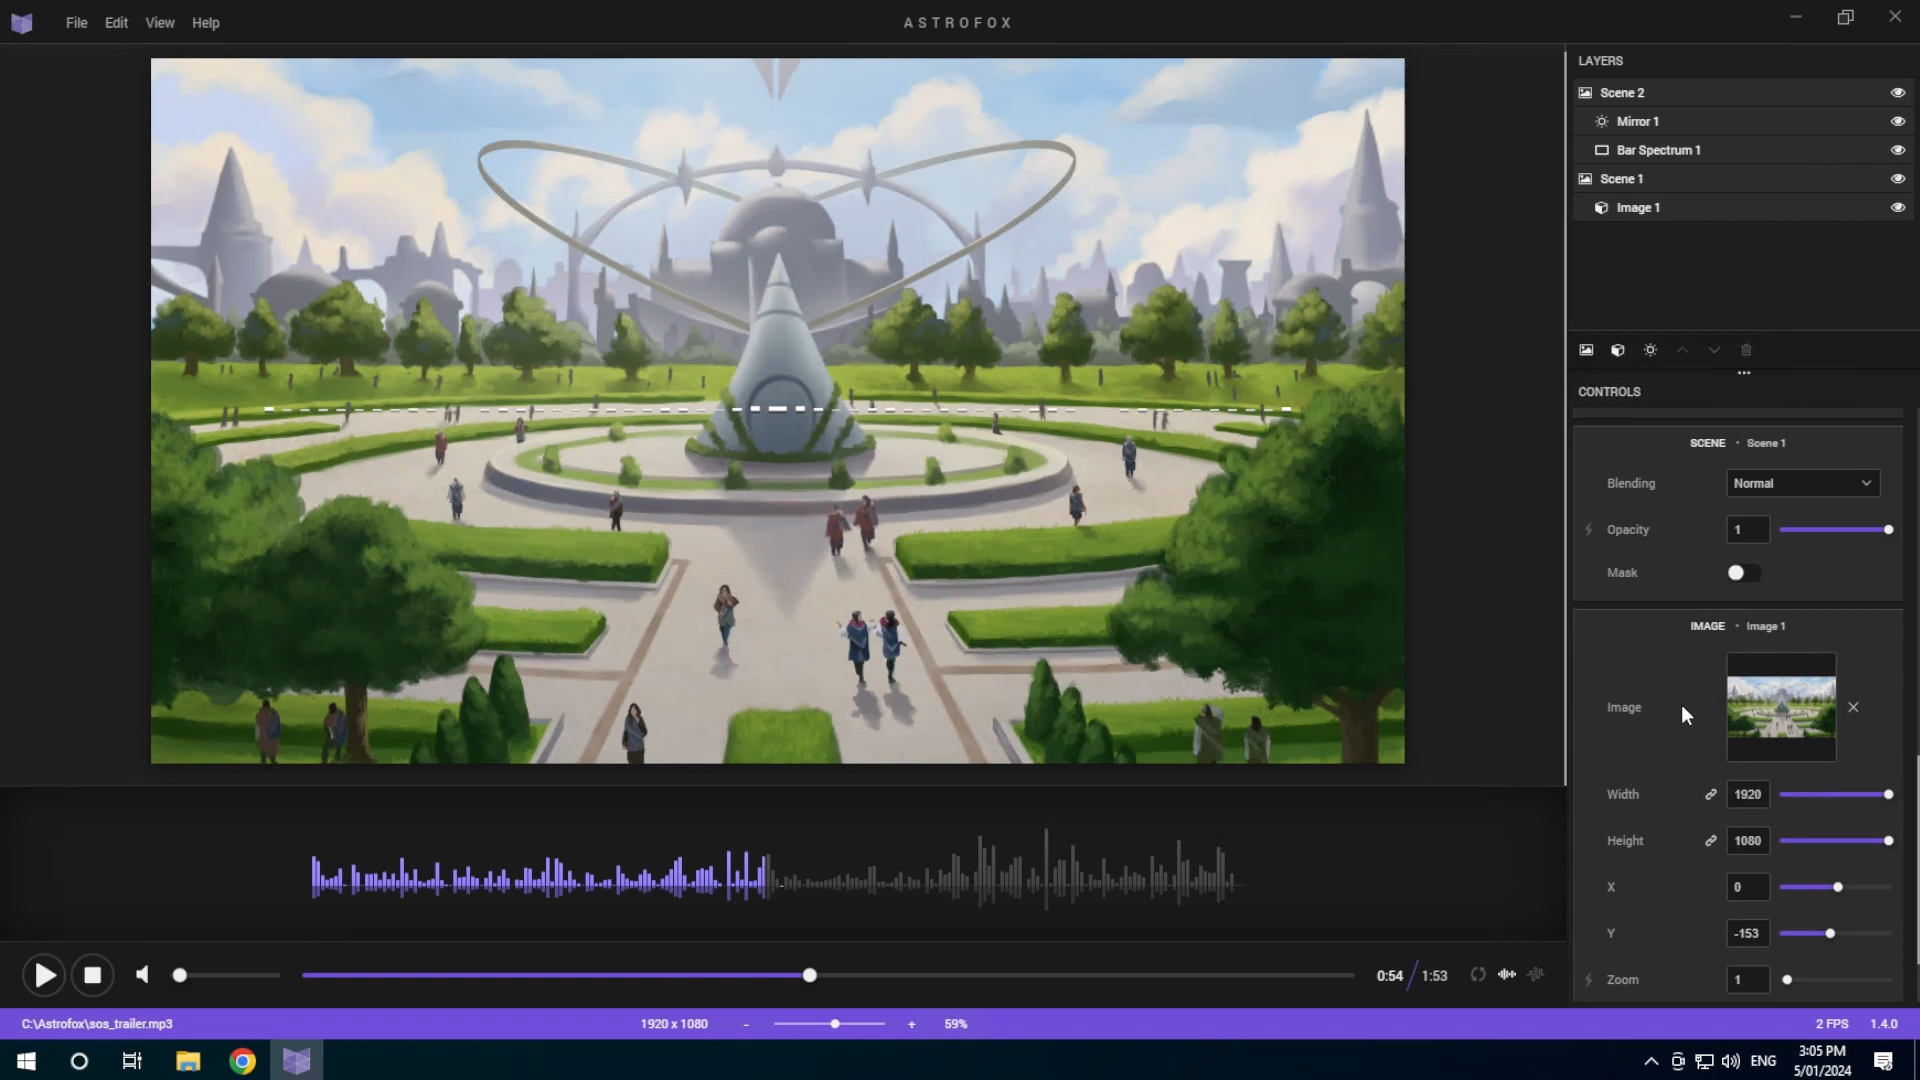 File Edit View Help
ASTROFOX
LAYERS
Scene 2
Mirror 1
Bar Spectrum 1
Scene 1
Image 1
CONTROLS
SCENE • Scene 1
Blending Normal
Opacity 1
Mask
IMAGE • Image 1
Image
Width 1920
Height 1080
X 0
Y -153
Zoom 1
0:54 / 1:53
C:\Astrofox\sos_trailer.mp3 1920 x 1080 - + 59% 2 FPS 1.4.0
ENG
3:05 PM
5/01/2024